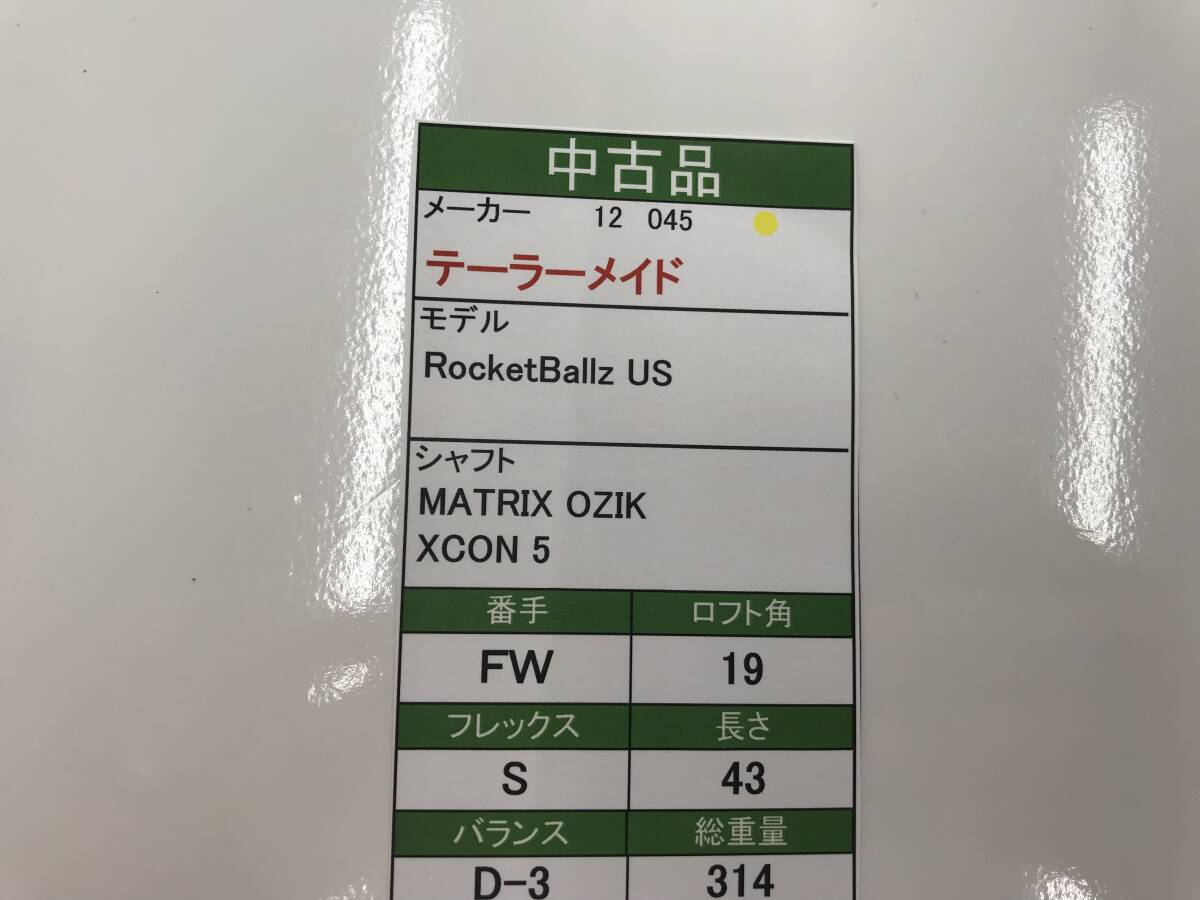 中古品
メーカー 12 045
テーラーメイド
モデル
RocketBallz US
シャフト
MATRIX OZIK
XCON 5
番手 ロフト角
FW 19
フレックス 長さ
S 43
バランス 総重量
D-3 314